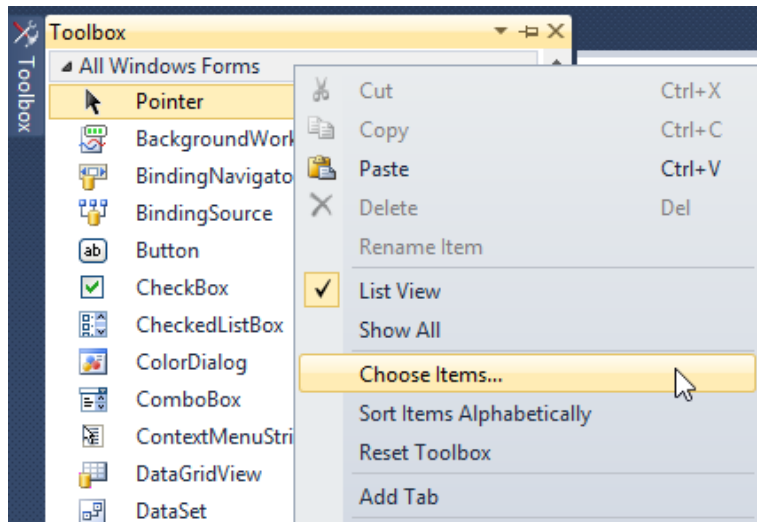 Toolbox
Toolbox
All Windows Forms
Pointer
BackgroundWork
BindingNavigato
BindingSource
ab Button
CheckBox
CheckedListBox
ColorDialog
ComboBox
ContextMenuStri
DataGridView
DataSet
Cut Ctrl+X
Copy Ctrl+C
Paste Ctrl+V
Delete Del
Rename Item
List View
Show All
Choose Items...
Sort Items Alphabetically
Reset Toolbox
Add Tab